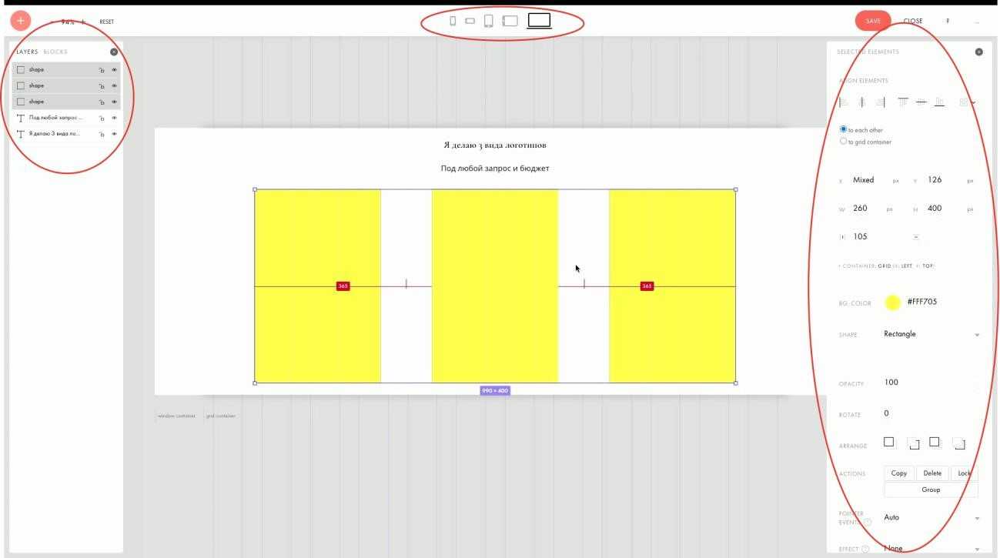 +
- 94% + RESET
SAVE CLOSE ? ...
LAYERS BLOCKS
shape
shape
shape
Под любой запрос ...
Я делаю 3 вида ло...
Я делаю 3 вида логотипов
Под любой запрос и бюджет
365
365
990 × 400
window container grid container
SELECTED ELEMENTS
ALIGN ELEMENTS
to each other
to grid container
X Mixed px Y 126 px
W 260 px H 400 px
105
+ CONTAINER: GRID (X: LEFT, Y: TOP)
BG COLOR #FFF705
SHAPE Rectangle
OPACITY 100
ROTATE 0
ARRANGE
ACTIONS Copy Delete Lock
Group
POINTER
EVENTS ? Auto
EFFECT ? None